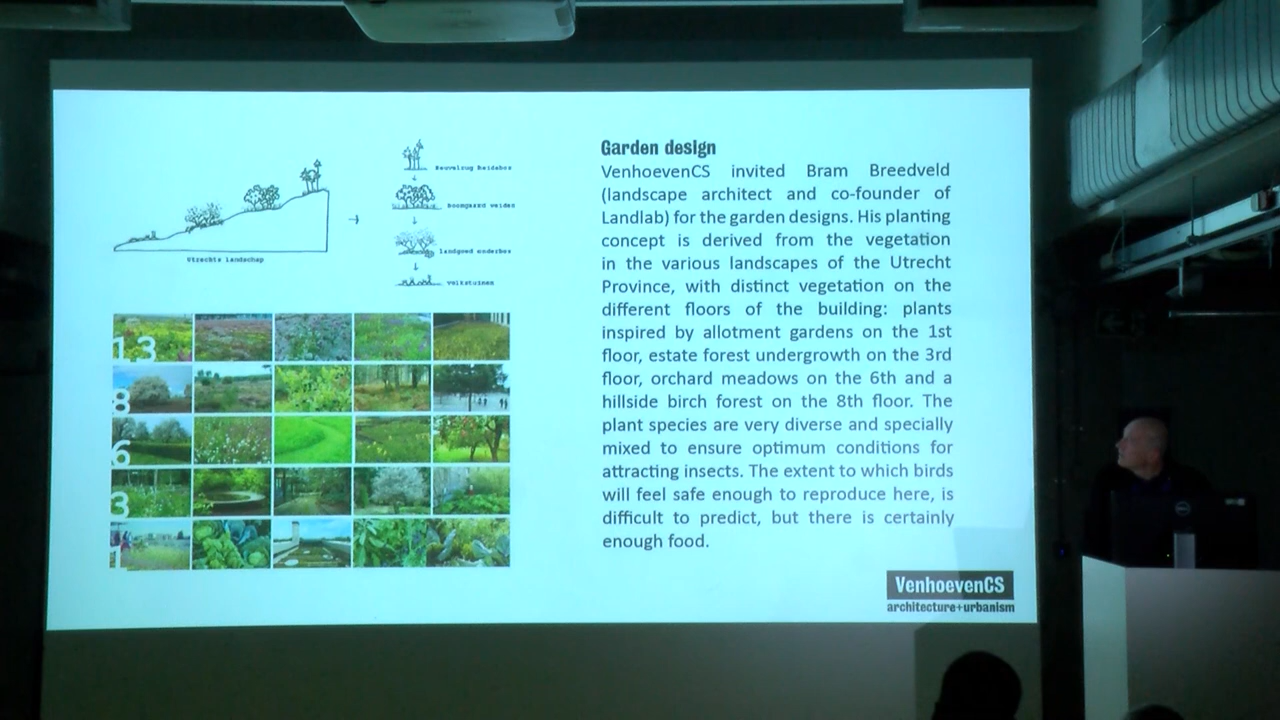 Utrechts landschap
Heuvelrug Heidebos
boomgaard weiden
landgoed onderbos
volkstuinen
13
8
6
3
1
Garden design
VenhoevenCS invited Bram Breedveld
(landscape architect and co-founder of
Landlab) for the garden designs. His planting
concept is derived from the vegetation
in the various landscapes of the Utrecht
Province, with distinct vegetation on the
different floors of the building: plants
inspired by allotment gardens on the 1st
floor, estate forest undergrowth on the 3rd
floor, orchard meadows on the 6th and a
hillside birch forest on the 8th floor. The
plant species are very diverse and specially
mixed to ensure optimum conditions for
attracting insects. The extent to which birds
will feel safe enough to reproduce here, is
difficult to predict, but there is certainly
enough food.
VenhoevenCS
architecture+urbanism